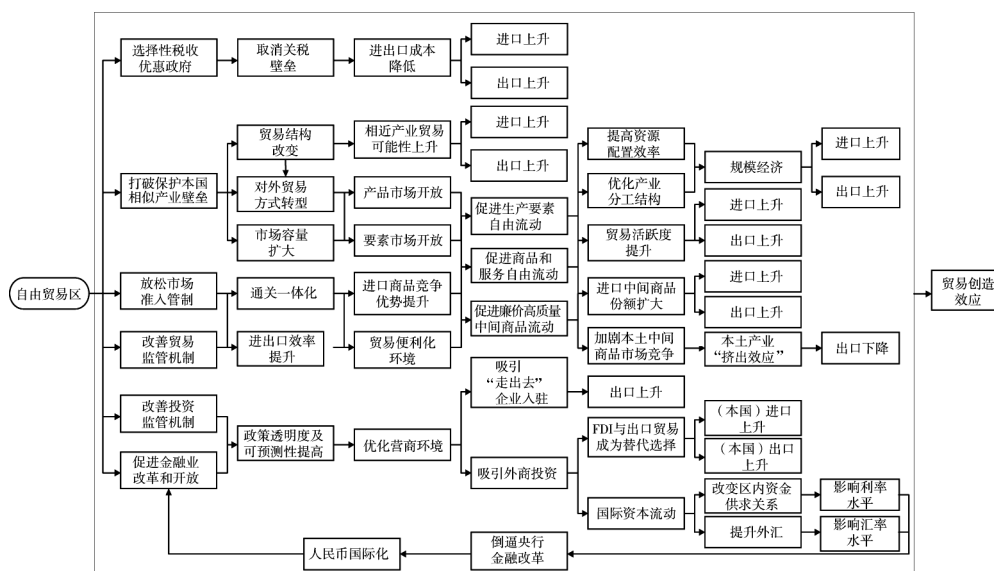 自由贸易区
选择性税收
优惠政府
取消关税
壁垒
进出口成本
降低
进口上升
出口上升
打破保护本国
相似产业壁垒
贸易结构
改变
相近产业贸易
可能性上升
进口上升
出口上升
对外贸易
方式转型
市场容量
扩大
产品市场开放
要素市场开放
放松市场
准入管制
改善贸易
监管机制
通关一体化
进出口效率
提升
进口商品竞争
优势提升
贸易便利化
环境
促进生产要素
自由流动
促进商品和
服务自由流动
促进廉价高质量
中间商品流动
提高资源
配置效率
优化产业
分工结构
规模经济
进口上升
出口上升
贸易活跃度
提升
进口上升
出口上升
进口中间商品
份额扩大
进口上升
出口上升
加剧本土中间
商品市场竞争
本土产业
“挤出效应”
出口下降
改善投资
监管机制
促进金融业
改革和开放
政策透明度及
可预测性提高
优化营商环境
吸引
“走出去”
企业入驻
出口上升
吸引外商投资
FDI与出口贸易
成为替代选择
（本国）进口
上升
（本国）出口
上升
国际资本流动
改变区内资金
供求关系
影响利率
水平
提升外汇
影响汇率
水平
倒逼央行
金融改革
人民币国际化
贸易创造
效应